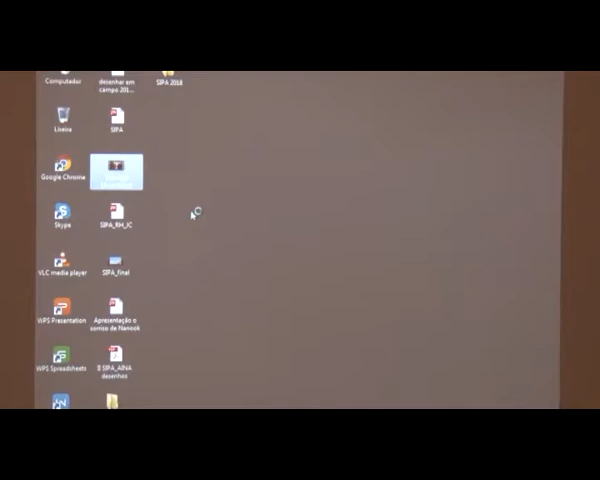 Computador
desenhar em
campo 201...
SIPA 2018
Lixeira
SIPA
Google Chrome
Skype
SIPA_RH_IC
VLC media player
SIPA_final
WPS Presentation
Apresentação o
sorriso de Nanook
WPS Spreadsheets
SIPA_AINA
desenhos